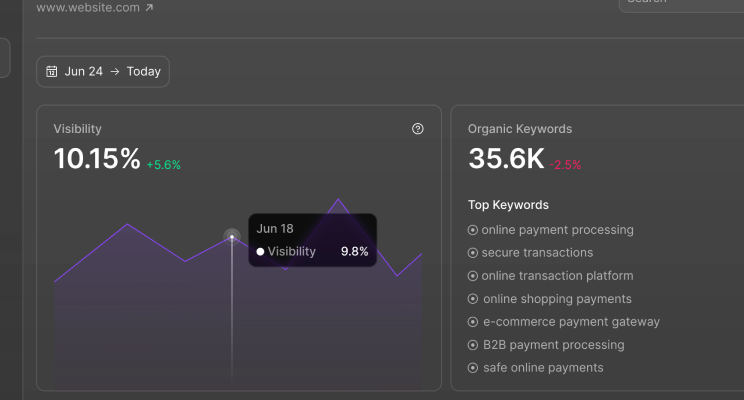 www.website.com
Search
12
Jun 24 → Today
Visibility
10.15% +5.6%
Jun 18
Visibility 9.8%
Organic Keywords
35.6K -2.5%
Top Keywords
online payment processing
secure transactions
online transaction platform
online shopping payments
e-commerce payment gateway
B2B payment processing
safe online payments